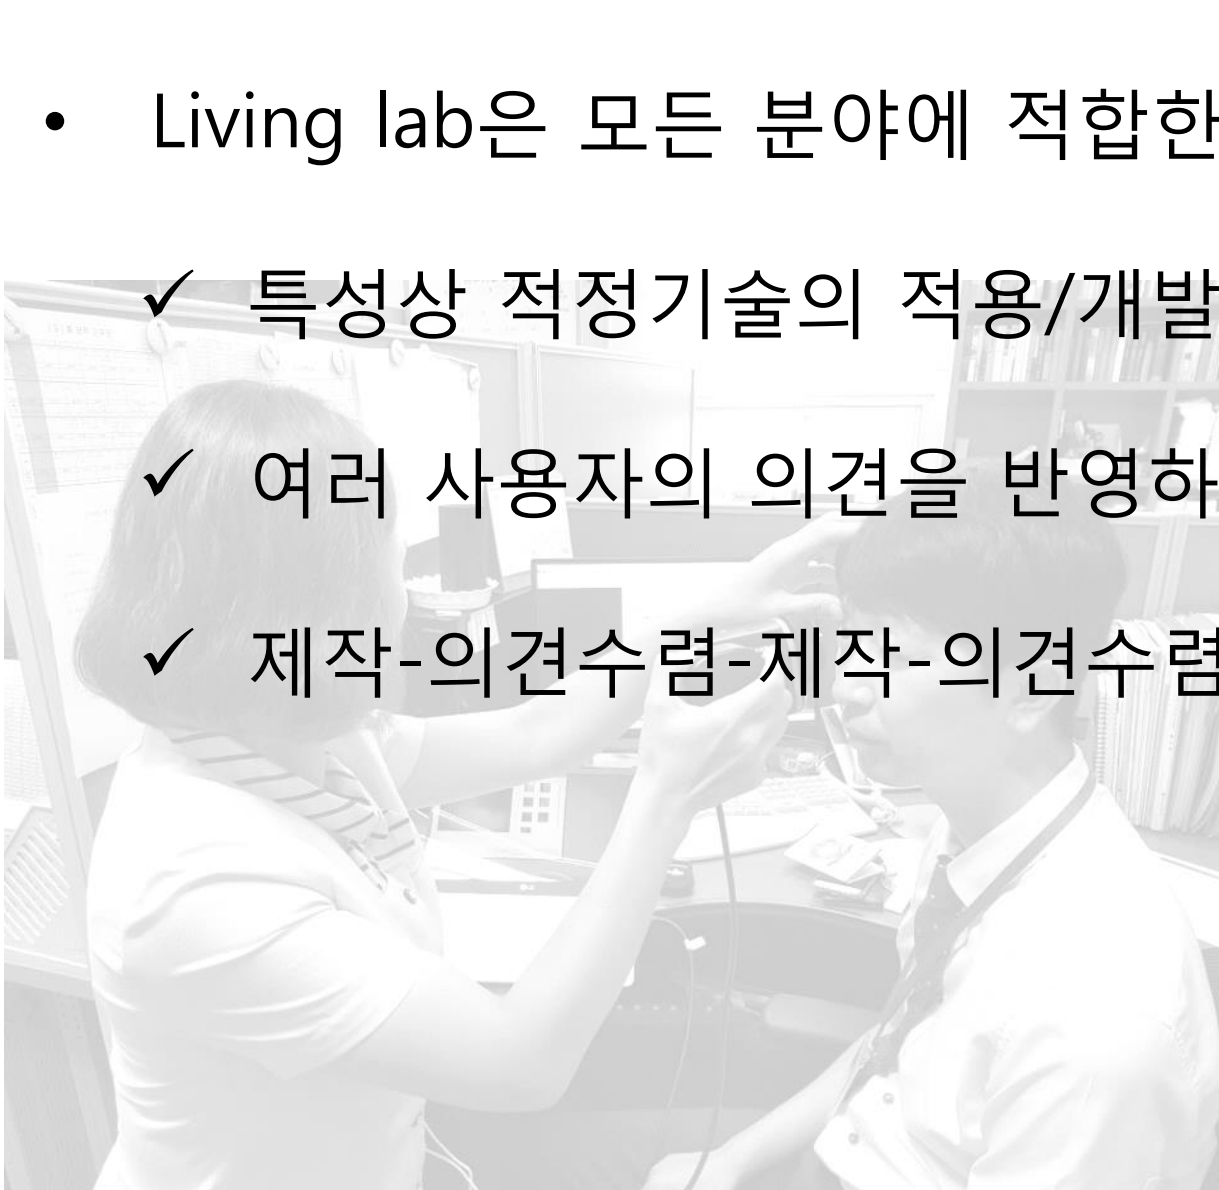 • Living lab은 모든 분야에 적합한
✓ 특성상 적정기술의 적용/개발
✓ 여러 사용자의 의견을 반영하
✓ 제작-의견수렴-제작-의견수렴